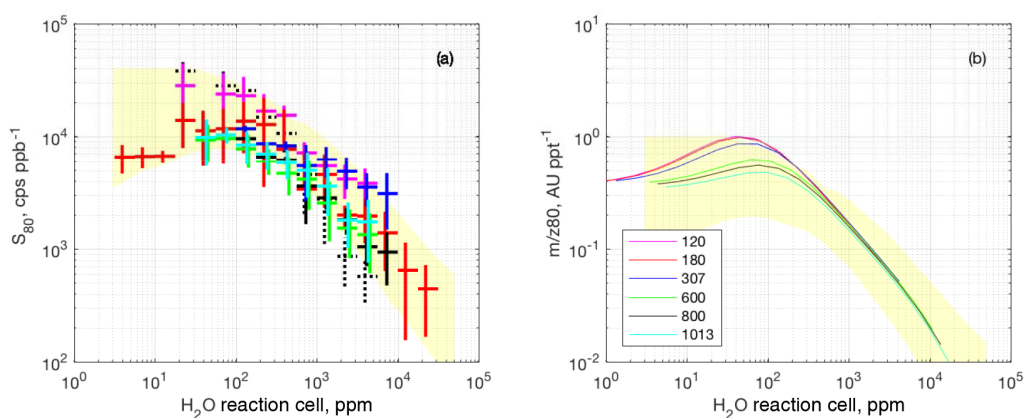 10^5
10^4
10^3
10^2
S_80, cps ppb^-1
(a)
10^0 10^1 10^2 10^3 10^4 10^5
H_2O reaction cell, ppm
10^1
10^0
10^-1
10^-2
m/z80, AU ppt^-1
(b)
120
180
307
600
800
1013
10^0 10^1 10^2 10^3 10^4 10^5
H_2O reaction cell, ppm